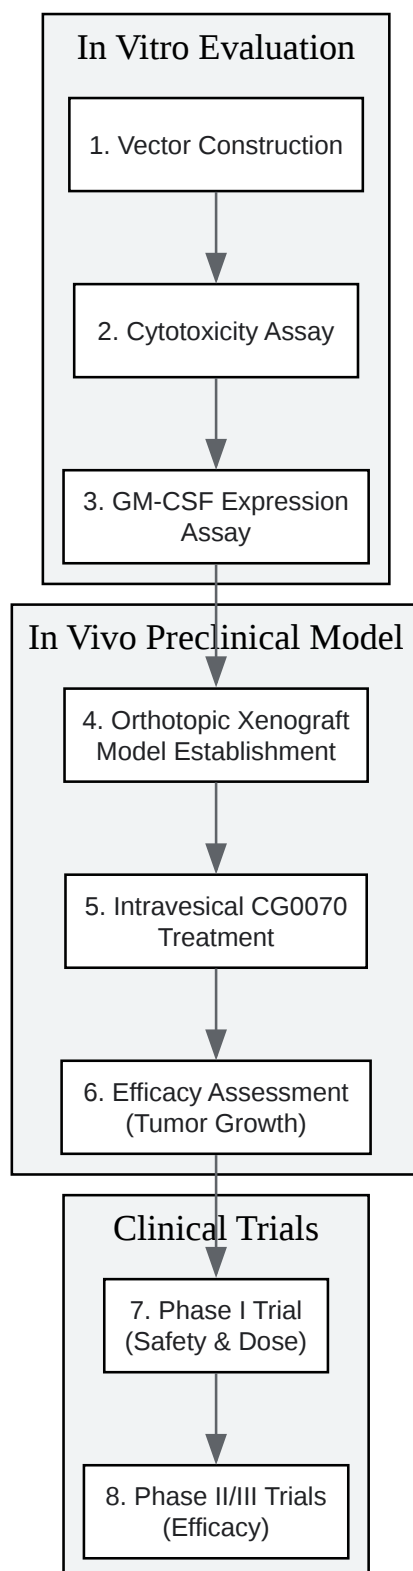 In Vitro Evaluation
1. Vector Construction
2. Cytotoxicity Assay
3. GM-CSF Expression
Assay
In Vivo Preclinical Model
4. Orthotopic Xenograft
Model Establishment
5. Intravesical CG0070
Treatment
6. Efficacy Assessment
(Tumor Growth)
Clinical Trials
7. Phase I Trial
(Safety & Dose)
8. Phase II/III Trials
(Efficacy)